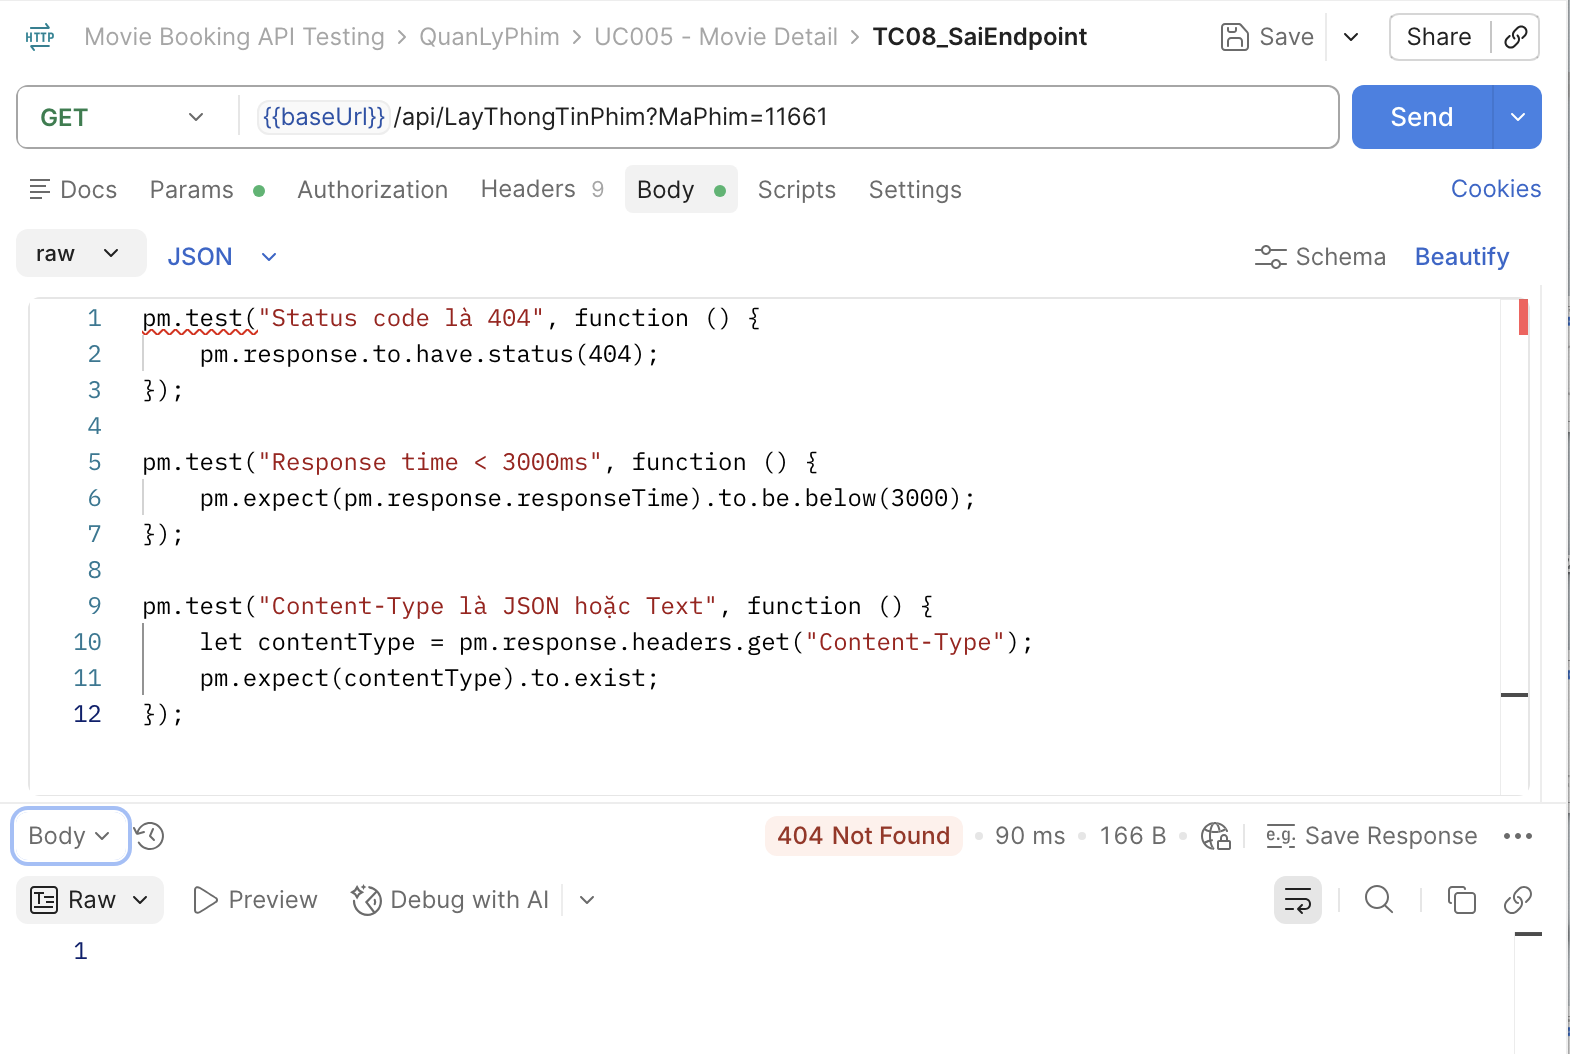 HTTP Movie Booking API Testing > QuanLyPhim > UC005 - Movie Detail > TC08_SaiEndpoint Save Share
GET {{baseUrl}} /api/LayThongTinPhim?MaPhim=11661 Send
Docs Params Authorization Headers 9 Body Scripts Settings Cookies
raw JSON Schema Beautify
1 pm.test("Status code là 404", function () {
2 pm.response.to.have.status(404);
3 });
4
5 pm.test("Response time < 3000ms", function () {
6 pm.expect(pm.response.responseTime).to.be.below(3000);
7 });
8
9 pm.test("Content-Type là JSON hoặc Text", function () {
10 let contentType = pm.response.headers.get("Content-Type");
11 pm.expect(contentType).to.exist;
12 });
Body 404 Not Found 90 ms 166 B e.g. Save Response
Raw Preview Debug with AI
1